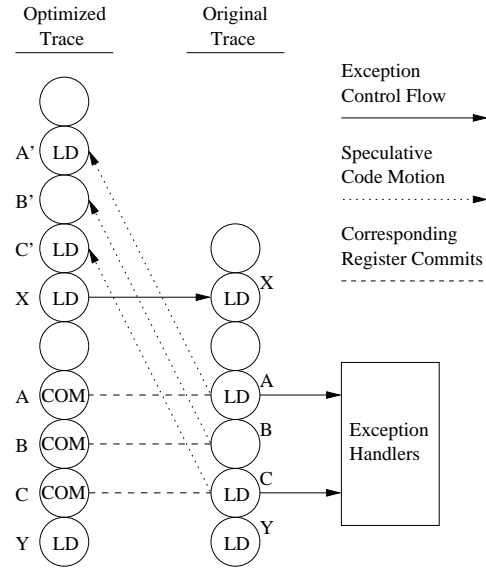 Optimized
Trace
Original
Trace
Exception
Control Flow
Speculative
Code Motion
Corresponding
Register Commits
A' LD
B'
C' LD
X LD
LD X
A COM
LD A
B COM
B
C COM
LD C
Y LD
LD Y
Exception
Handlers